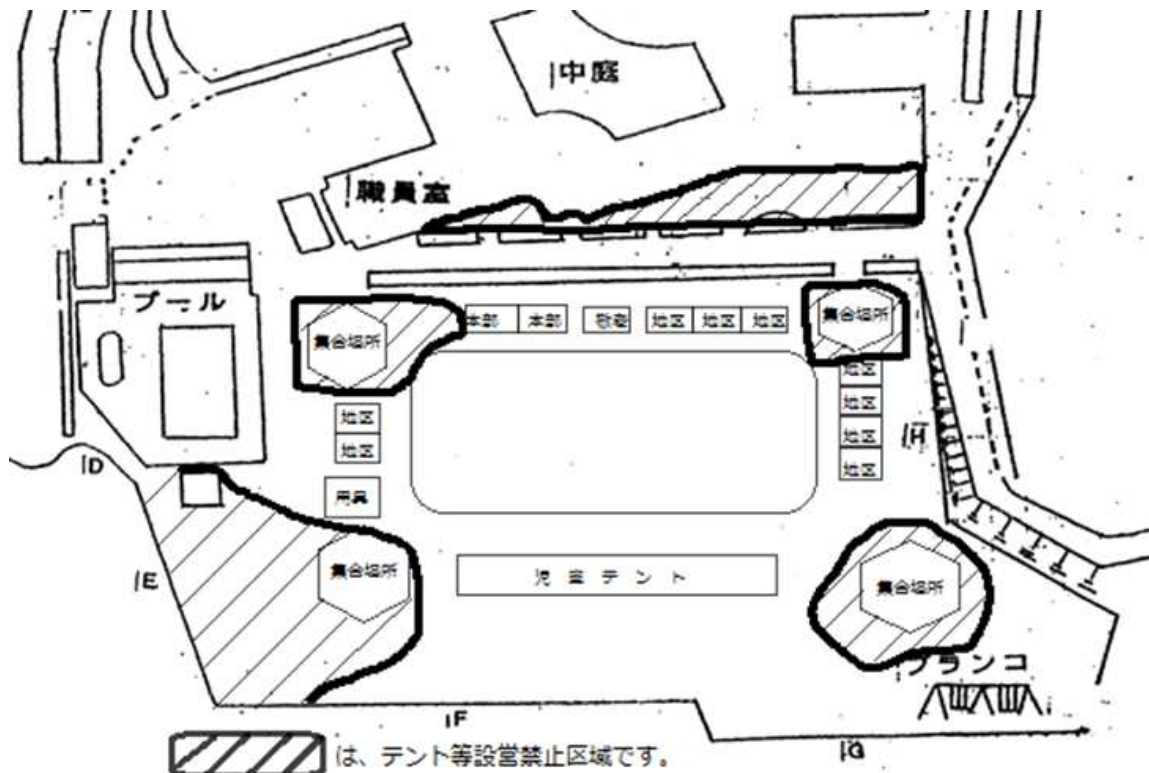 中庭
職員室
プール
集合場所
本部
本部
敬老
地区
地区
地区
集合場所
地区
地区
地区
地区
地区
地区
用具
H
D
E
集合場所
児童テント
集合場所
ブランコ
F
G
は、テント等設営禁止区域です。